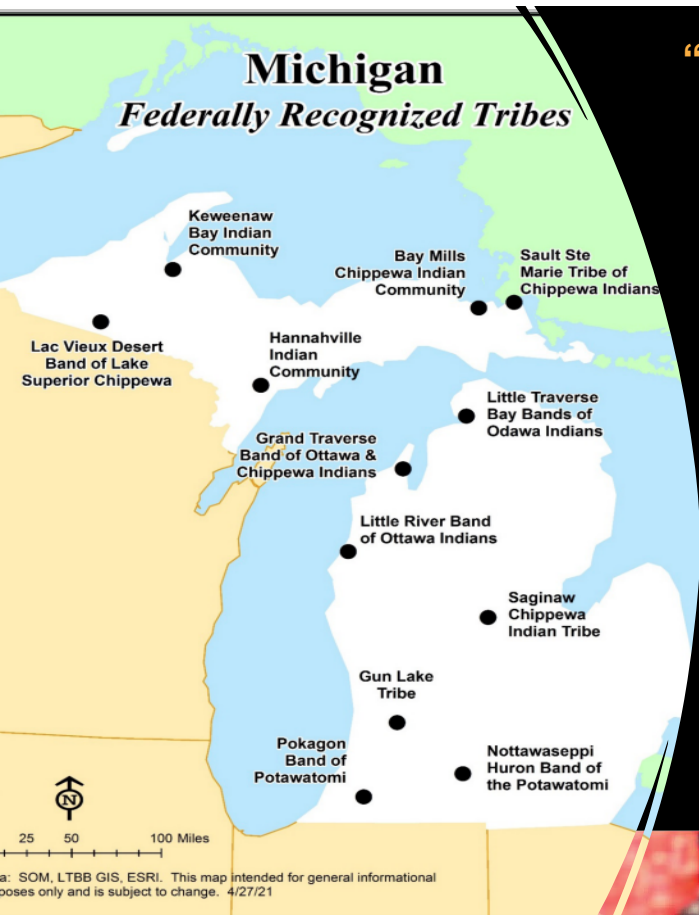 “
Michigan
Federally Recognized Tribes
Keweenaw
Bay Indian
Community
Bay Mills
Chippewa Indian
Community
Sault Ste
Marie Tribe of
Chippewa Indians
Lac Vieux Desert
Band of Lake
Superior Chippewa
Hannahville
Indian
Community
Little Traverse
Bay Bands of
Odawa Indians
Grand Traverse
Band of Ottawa &
Chippewa Indians
Little River Band
of Ottawa Indians
Saginaw
Chippewa
Indian Tribe
Gun Lake
Tribe
Pokagon
Band of
Potawatomi
Nottawaseppi
Huron Band of
the Potawatomi
N
25 50 100 Miles
a: SOM, LTBB GIS, ESRI. This map intended for general informational
poses only and is subject to change. 4/27/21